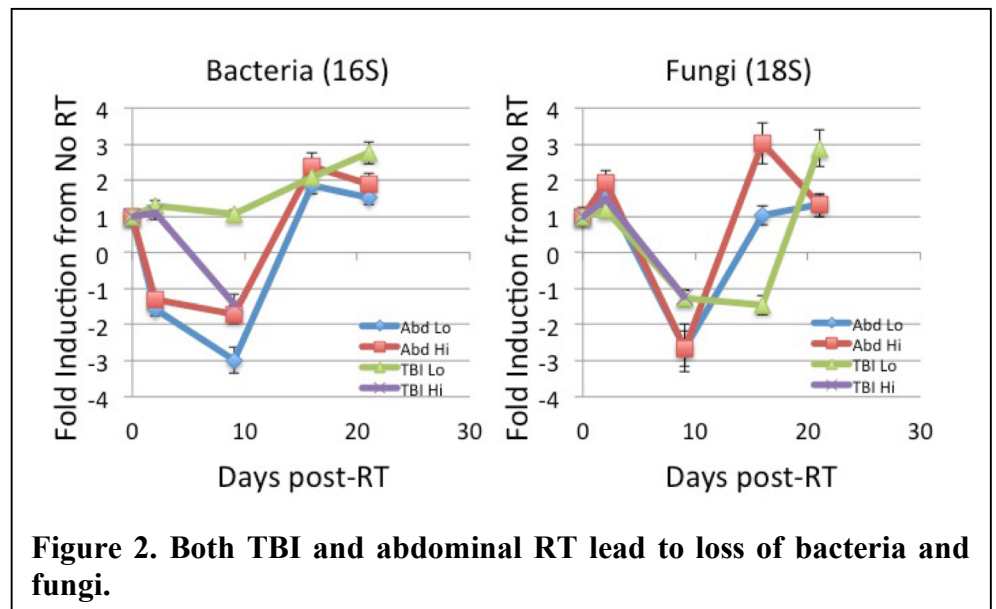 Bacteria (16S)
Fold Induction from No RT
4
3
2
1
0
-1
-2
-3
-4
0
10
20
30
Days post-RT
Abd Lo
Abd Hi
TBI Lo
TBI Hi
Fungi (18S)
Fold Induction from No RT
4
3
2
1
0
-1
-2
-3
-4
0
10
20
30
Days post-RT
Abd Lo
Abd Hi
TBI Lo
TBI Hi
Figure 2. Both TBI and abdominal RT lead to loss of bacteria and
fungi.